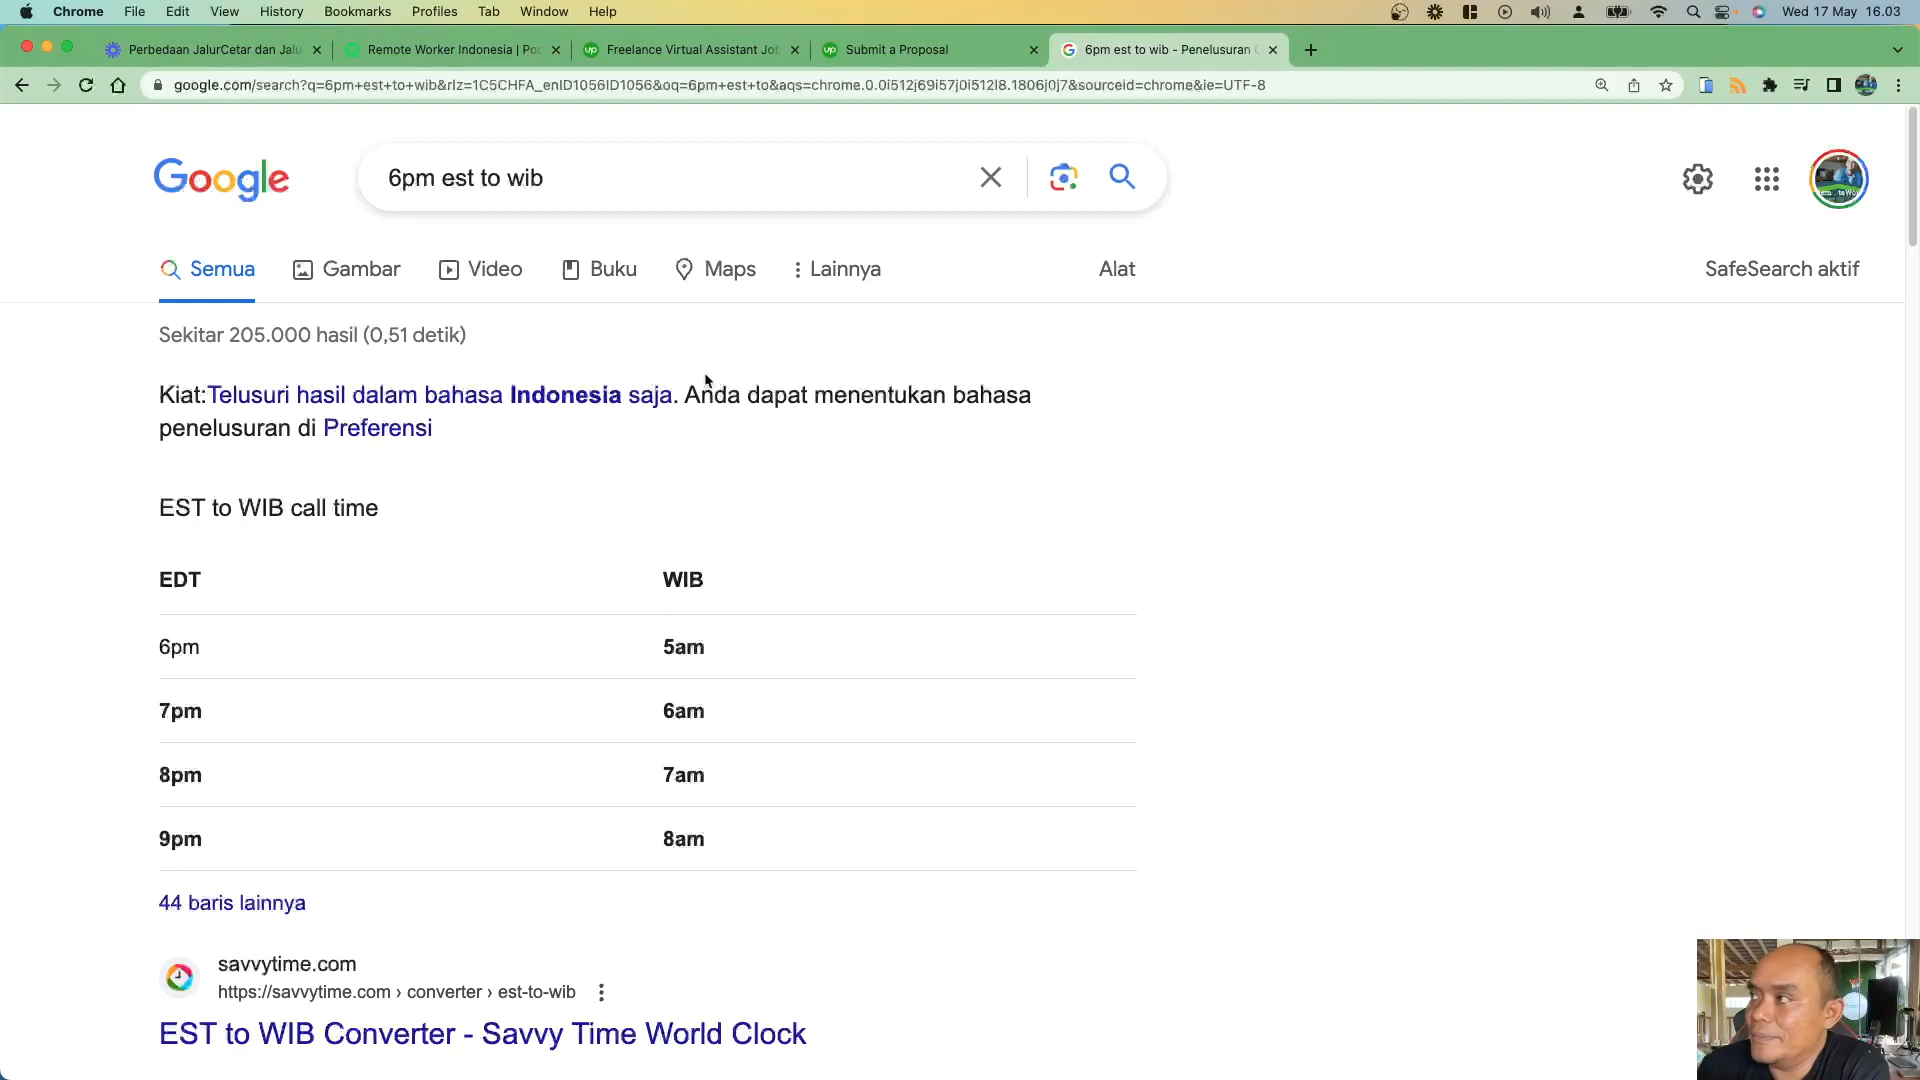 Chrome File Edit View History Bookmarks Profiles Tab Window Help Wed 17 May 16.03
Perbedaan JalurCetar dan Jalu Remote Worker Indonesia | Poc Freelance Virtual Assistant Job Submit a Proposal 6pm est to wib - Penelusuran G
google.com/search?q=6pm+est+to+wib&rlz=1C5CHFA_enID1056ID1056&oq=6pm+est+to&aqs=chrome.0.0i512j69i57j0i512l8.1806j0j7&sourceid=chrome&ie=UTF-8
Google 6pm est to wib
Semua Gambar Video Buku Maps Lainnya Alat SafeSearch aktif
Sekitar 205.000 hasil (0,51 detik)
Kiat:Telusuri hasil dalam bahasa Indonesia saja. Anda dapat menentukan bahasa
penelusuran di Preferensi
EST to WIB call time
EDT WIB
6pm 5am
7pm 6am
8pm 7am
9pm 8am
44 baris lainnya
savvytime.com
https://savvytime.com › converter › est-to-wib
EST to WIB Converter - Savvy Time World Clock